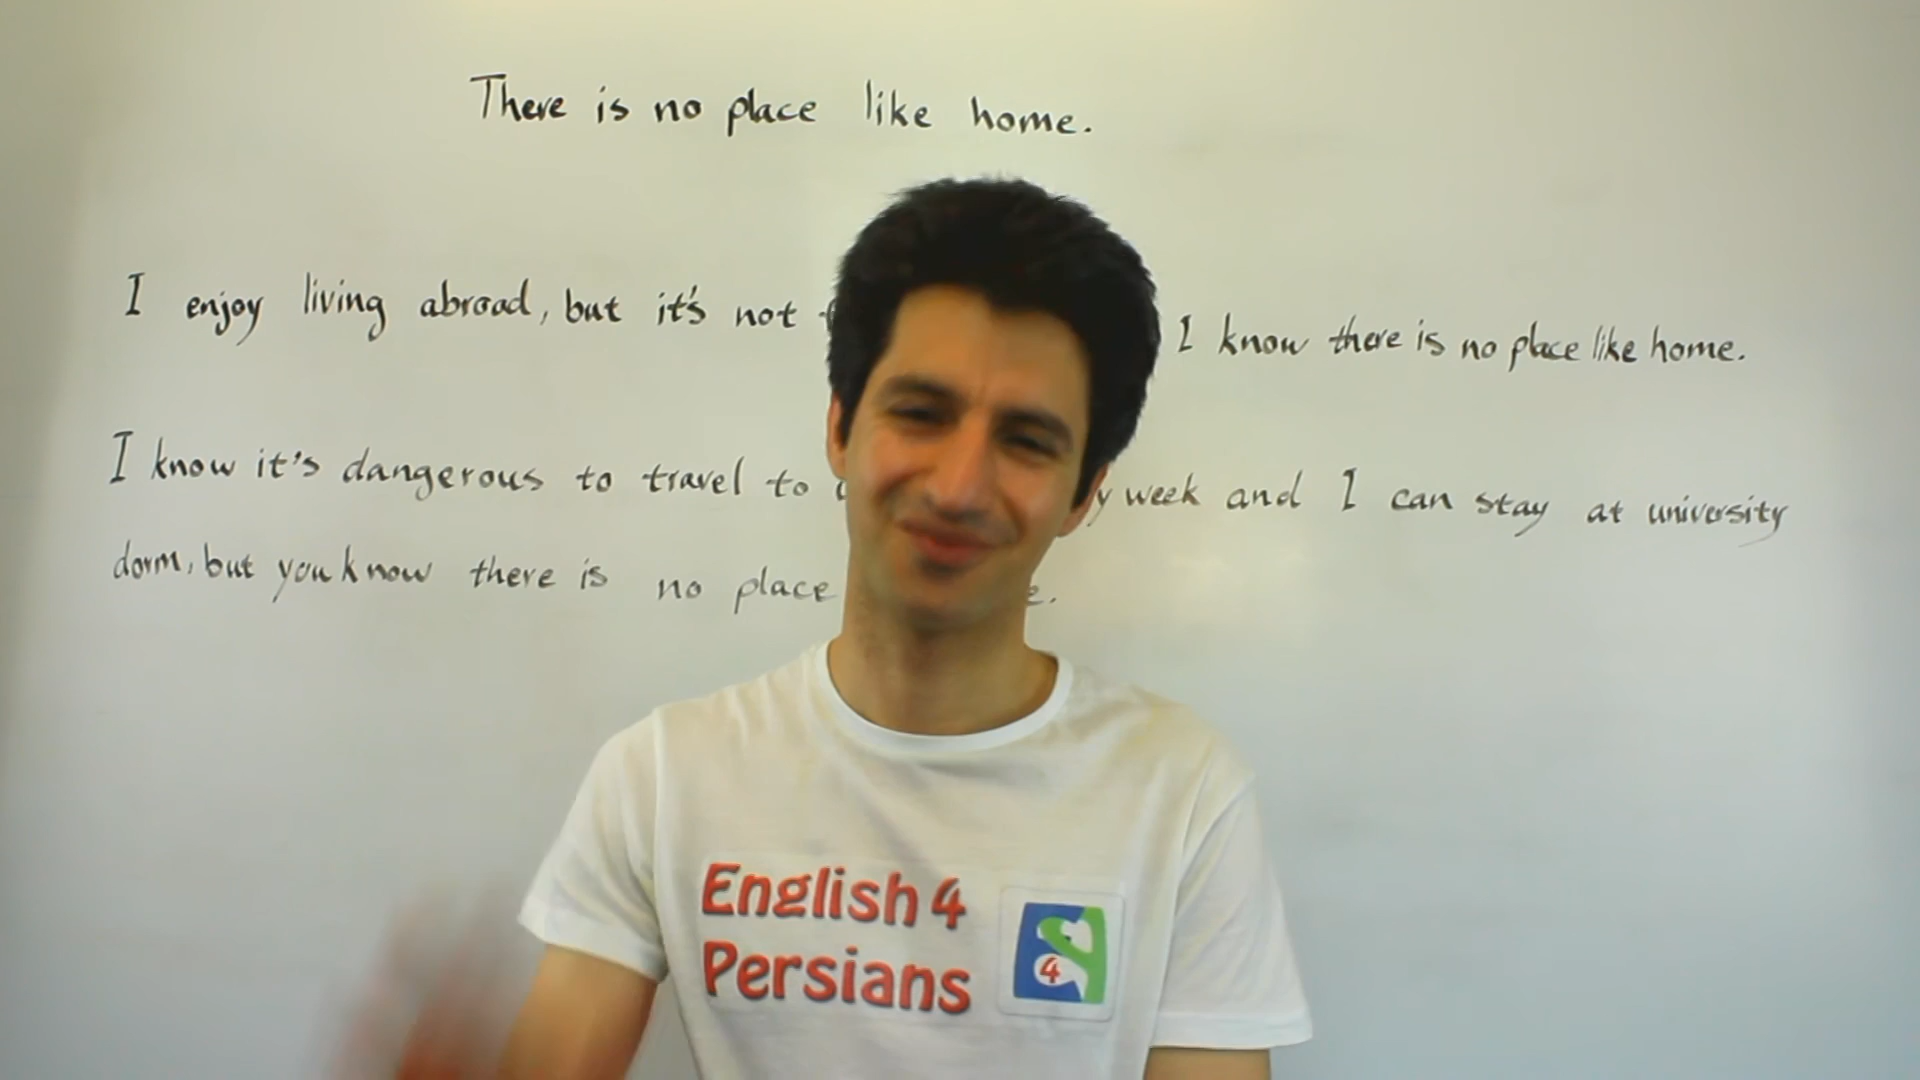 There is no place like home.
I enjoy living abroad, but it's not I know there is no place like home.
I know it's dangerous to travel to week and I can stay at university
dorm, but you know there is no place
English 4
Persians
4